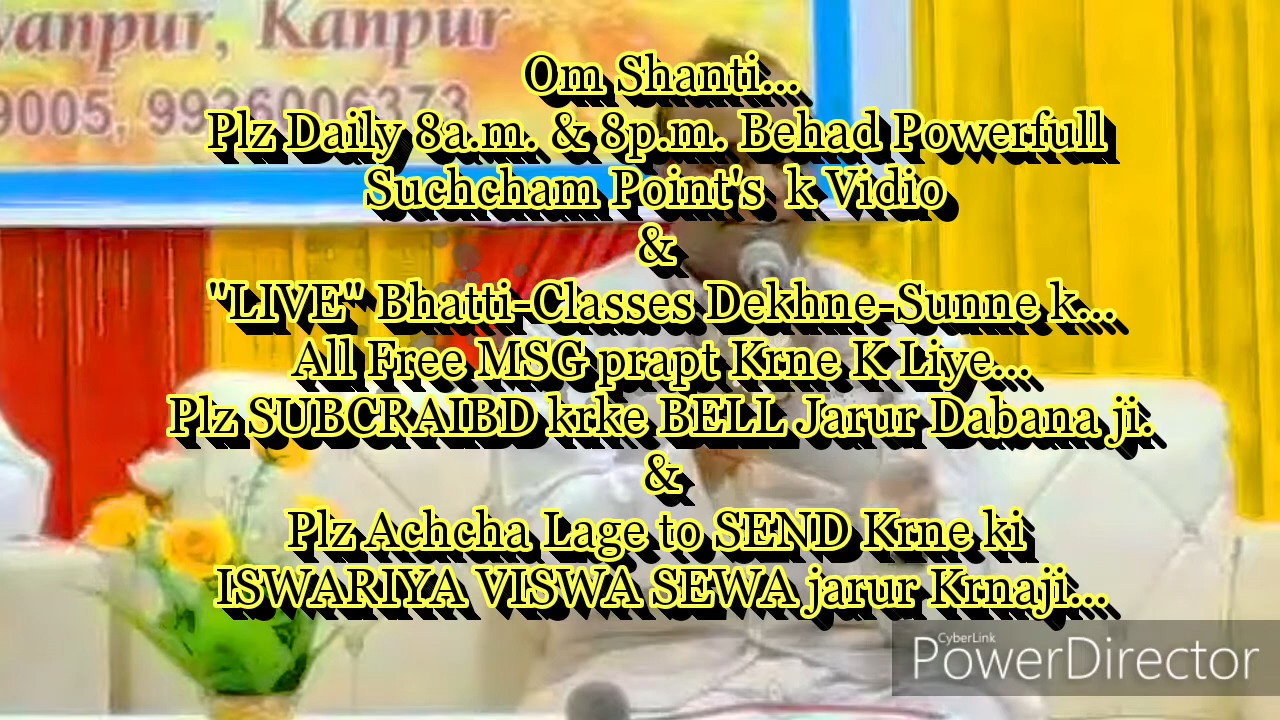 yanpur, Kanpur
9005, 9936006373
Om Shanti...
Plz Daily 8a.m. & 8p.m. Behad Powerfull
Suchcham Point's k Vidio
&
"LIVE" Bhatti-Classes Dekhne-Sunne k...
All Free MSG prapt Krne K Liye...
Plz SUBCRAIBD krke BELL Jarur Dabana ji.
&
Plz Achcha Lage to SEND Krne ki
ISWARIYA VISWA SEWA jarur Krnaji...
CyberLink
PowerDirector